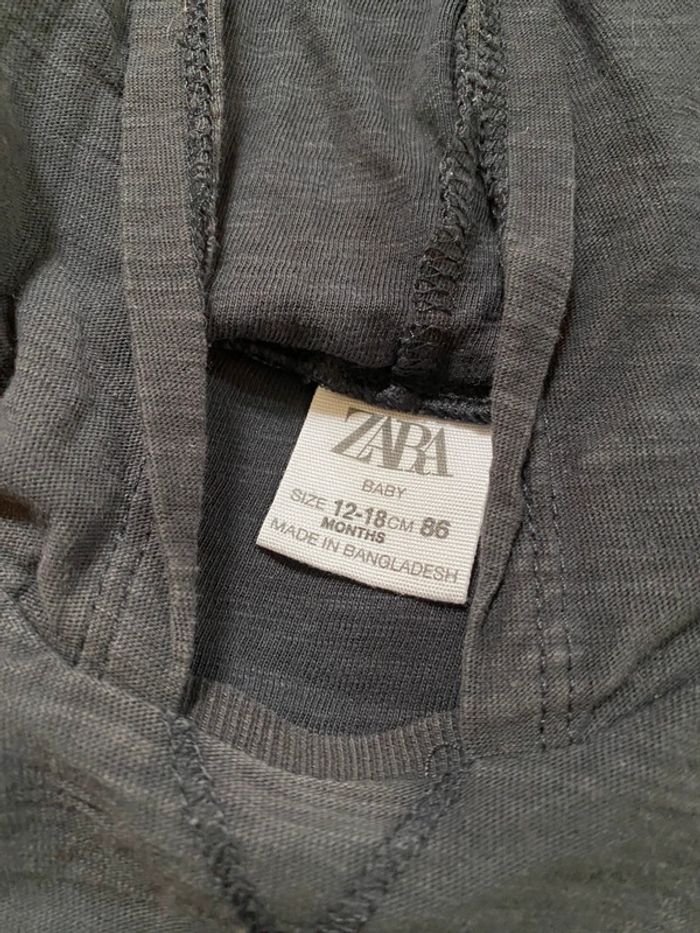 ZARA
BABY
SIZE 12-18 CM 86
MONTHS
MADE IN BANGLADESH